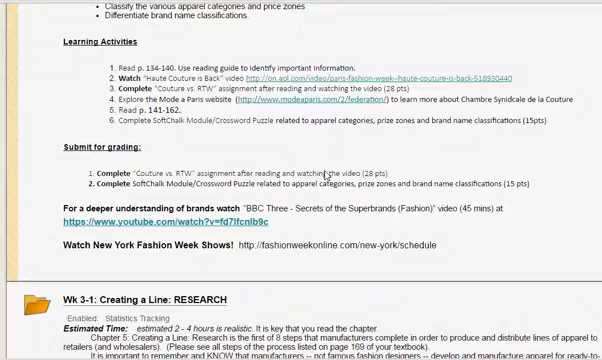 Classify the various apparel categories and price zones
Differentiate brand name classifications.
Learning Activities
1. Read p. 134-140. Use reading guide to identify important information.
2. Watch "Haute Couture is Back" video http://on.aol.com/video/paris-fashion-week--haute-couture-is-back-518930440
3. Complete "Couture vs. RTW" assignment after reading and watching the video (28 pts)
4. Explore the Mode a Paris website (http://www.modeaparis.com/2/federation/) to learn more about Chambre Synidcale de la Couture
5. Read p. 141-162.
6. Complete SoftChalk Module/Crossword Puzzle related to apparel categories, prize zones and brand name classifications (15pts)
Submit for grading:
1. Complete "Couture vs. RTW" assignment after reading and watching the video (28 pts)
2. Complete SoftChalk Module/Crossword Puzzle related to apparel categories, prize zones and brand name classifications (15 pts)
For a deeper understanding of brands watch "BBC Three - Secrets of the Superbrands (Fashion)" video (45 mins) at
https://www.youtube.com/watch?v=fd7lfcnlb9c
Watch New York Fashion Week Shows! http://fashionweekonline.com/new-york/schedule
Wk 3-1: Creating a Line: RESEARCH
Enabled: Statistics Tracking
Estimated Time: estimated 2 - 4 hours is realistic. It is key that you read the chapter.
Chapter 5: Creating a Line: Research is the first of 8 steps that manufacturers complete in order to produce and distribute lines of apparel to
retailers (and wholesalers). (Please see all steps of the process listed on page 169 of your textbook).
It is important to remember and KNOW that manufacturers -- not famous fashion designers -- develop and manufacture apparel for ready-to-